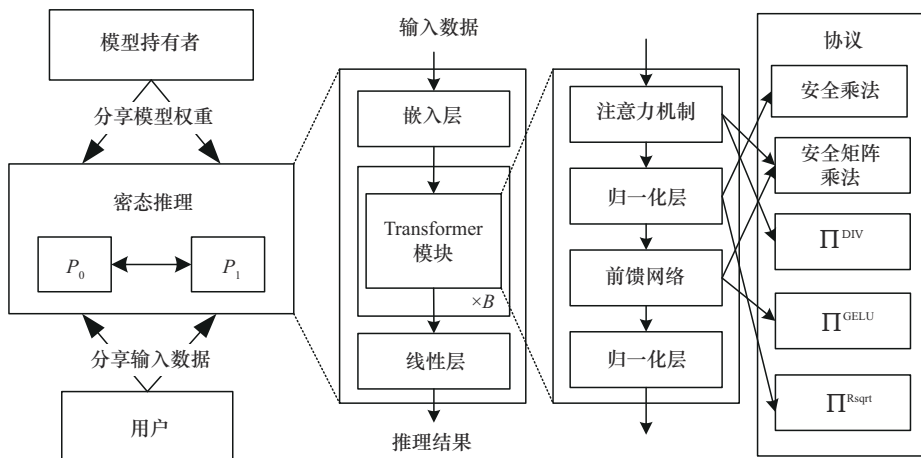 模型持有者
分享模型权重
密态推理
P₀
P₁
分享输入数据
用户
输入数据
嵌入层
Transformer
模块
×B
线性层
推理结果
注意力机制
归一化层
前馈网络
归一化层
协议
安全乘法
安全矩阵
乘法
Π^DIV
Π^GELU
Π^Rsqrt